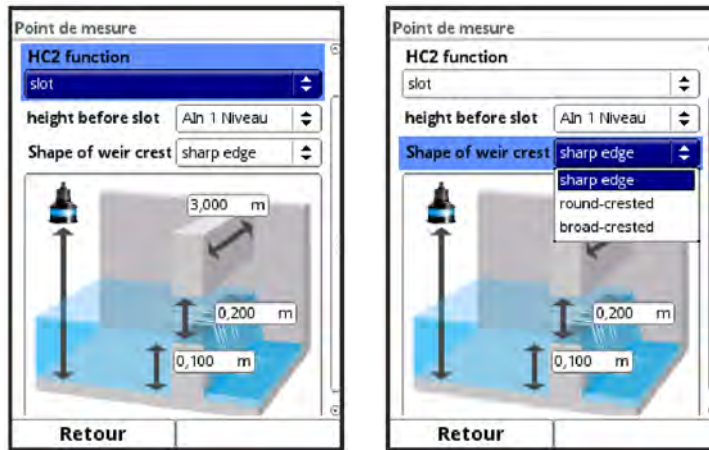 Point de mesure
HC2 function
slot
height before slot AIn 1 Niveau
Shape of weir crest sharp edge
3,000 m
0,200 m
0,100 m
Retour
Point de mesure
HC2 function
slot
height before slot AIn 1 Niveau
Shape of weir crest sharp edge
sharp edge
round-crested
broad-crested
0,200 m
0,100 m
Retour